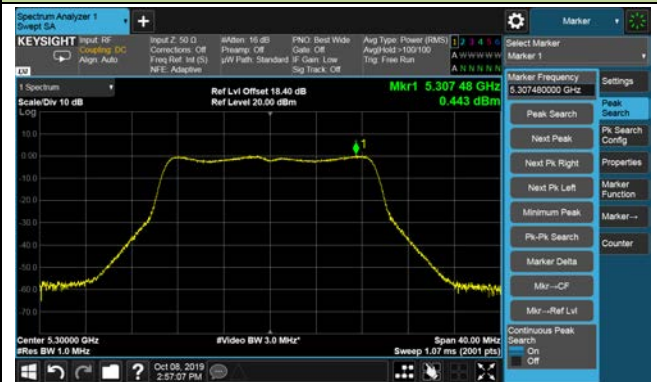 Spectrum Analyzer 1
Swept SA
Marker
KEYSIGHT
Input: RF
Coupling: DC
Align: Auto
Input Z: 50 Ω
Corrections: Off
Freq Ref: Int (S)
NFE: Adaptive
#Atten: 16 dB
Preamp: Off
µW Path: Standard
PNO: Best Wide
Gate: Off
IF Gain: Low
Sig Track: Off
Avg Type: Power (RMS)
Avg|Hold:>100/100
Trig: Free Run
1 2 3 4 5 6
A W W W W W
A N N N N N
LXI
Select Marker
Marker 1
1 Spectrum
Scale/Div 10 dB
Log
Ref Lvl Offset 18.40 dB
Ref Level 20.00 dBm
Mkr1 5.307 48 GHz
0.443 dBm
10.0
0.00
-10.0
-20.0
-30.0
-40.0
-50.0
-60.0
-70.0
1
Center 5.30000 GHz
#Res BW 1.0 MHz
#Video BW 3.0 MHz*
Span 40.00 MHz
Sweep 1.07 ms (2001 pts)
Marker Frequency
5.307480000 GHz
Peak Search
Next Peak
Next Pk Right
Next Pk Left
Minimum Peak
Pk-Pk Search
Marker Delta
Mkr→CF
Mkr→Ref Lvl
Continuous Peak
Search
On
Off
Settings
Peak
Search
Pk Search
Config
Properties
Marker
Function
Marker→
Counter
Oct 08, 2019
2:57:07 PM